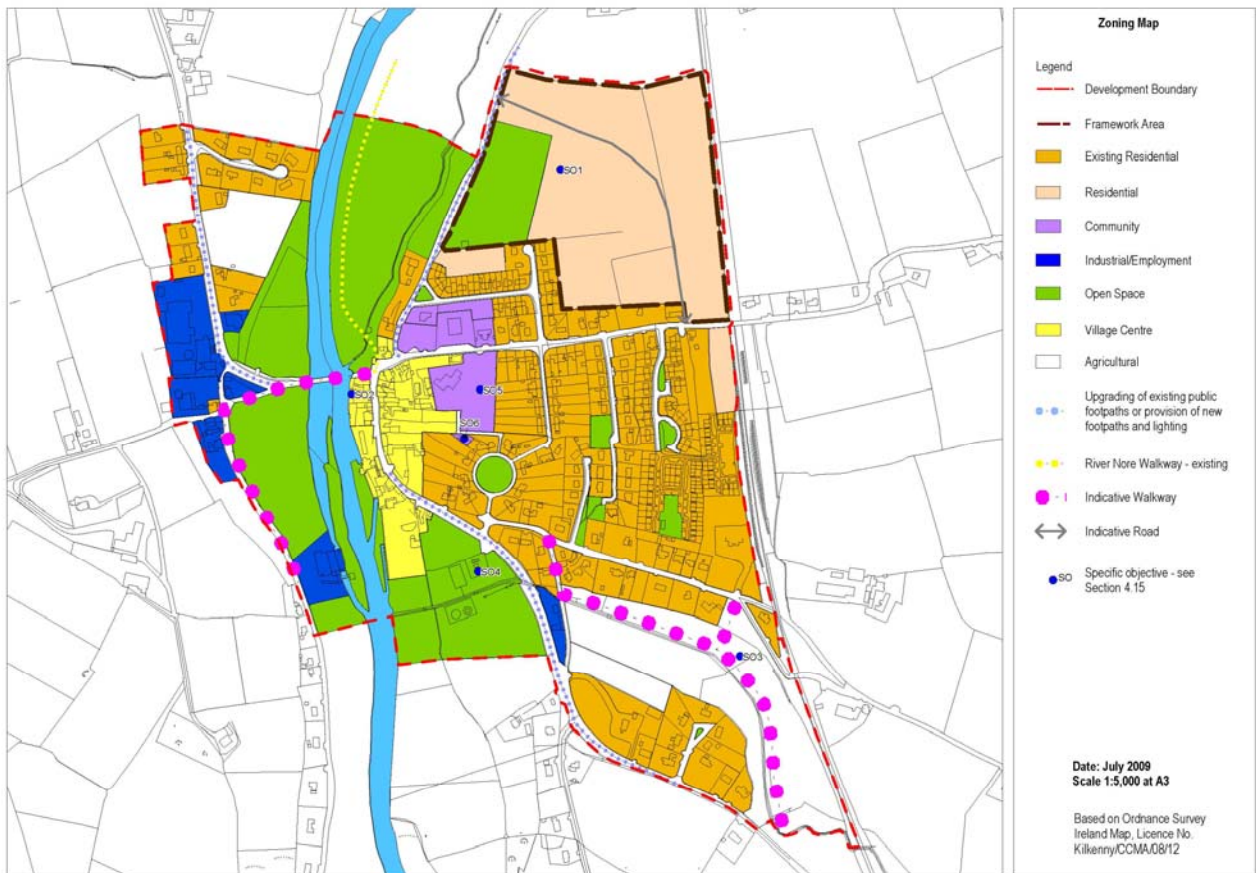 SO1
SO2
SO5
SO6
SO4
SO3
Zoning Map
Legend
Development Boundary
Framework Area
Existing Residential
Residential
Community
Industrial/Employment
Open Space
Village Centre
Agricultural
Upgrading of existing public
footpaths or provision of new
footpaths and lighting
River Nore Walkway - existing
Indicative Walkway
Indicative Road
SO
Specific objective - see
Section 4.15
Date: July 2009
Scale 1:5,000 at A3
Based on Ordnance Survey
Ireland Map, Licence No.
Kilkenny/CCMA/08/12